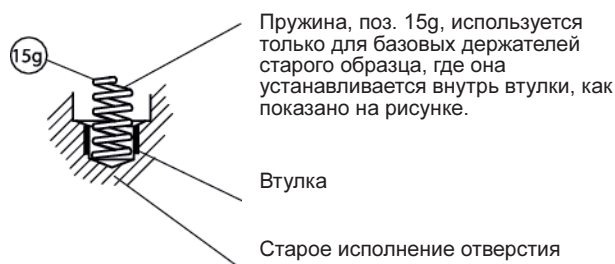 15g
Пружина, поз. 15g, используется
только для базовых держателей
старого образца, где она
устанавливается внутрь втулки, как
показано на рисунке.
Втулка
Старое исполнение отверстия